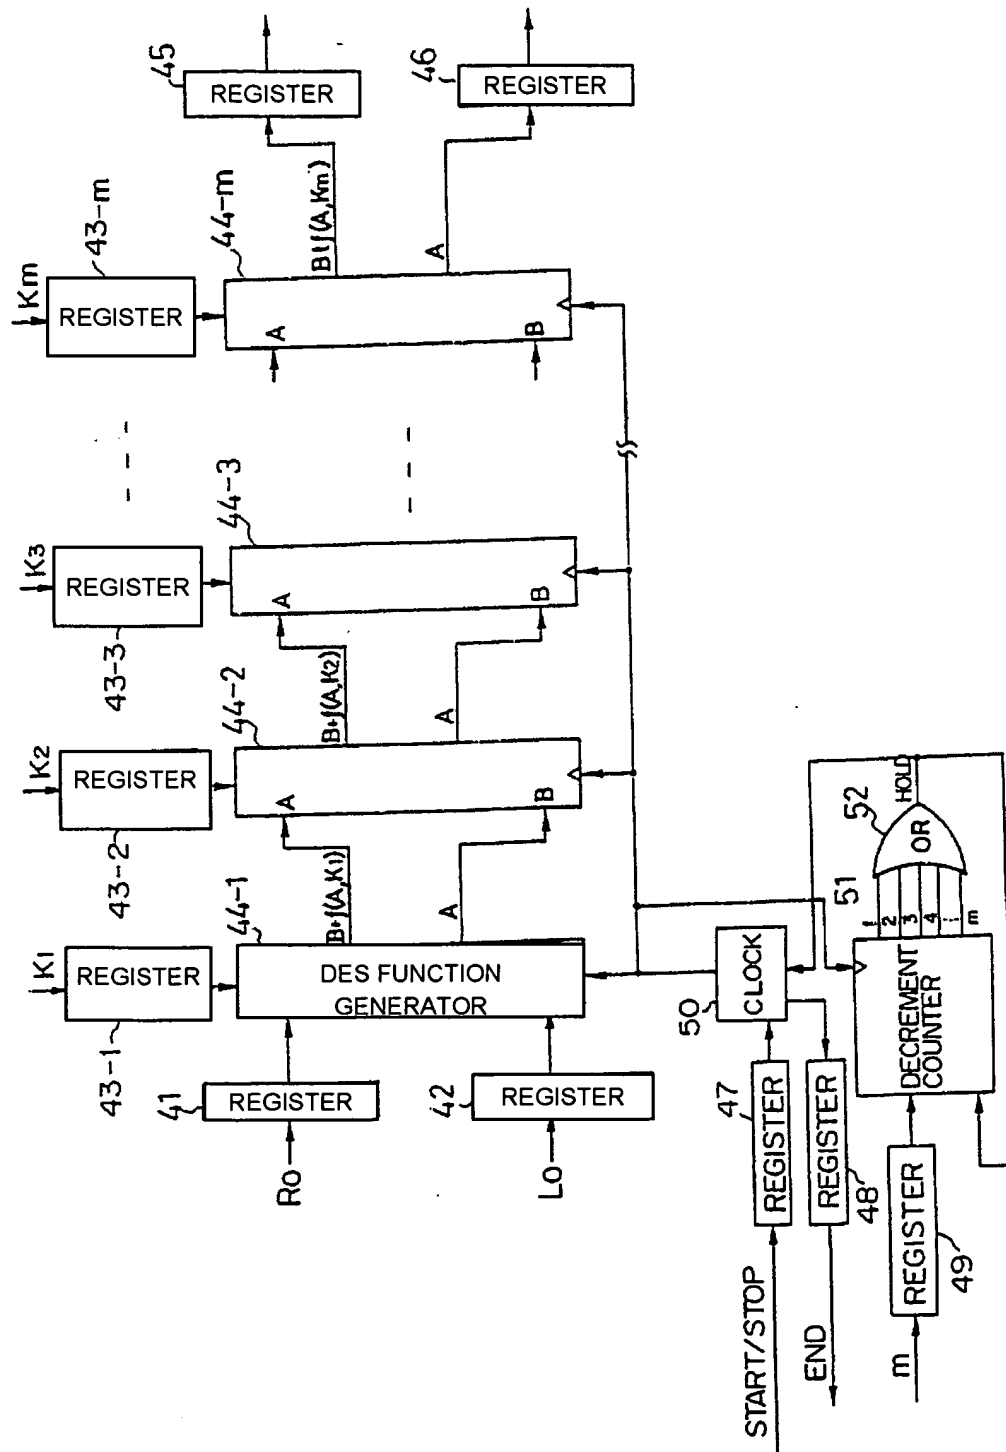 45
REGISTER
46
REGISTER
Km
43-m
REGISTER
44-m
B+f(A,Km)
A
A
B
K3
REGISTER
43-3
44-3
A
B
B+f(A,K2)
A
K2
REGISTER
43-2
44-2
A
B
B+f(A,K1)
A
K1
REGISTER
43-1
44-1
DES FUNCTION
GENERATOR
41
REGISTER
R0
42
REGISTER
L0
50
CLOCK
47
REGISTER
START/STOP
REGISTER
48
END
HOLD
52
OR
51
1
2
3
4
m
DECREMENT
COUNTER
REGISTER
49
m